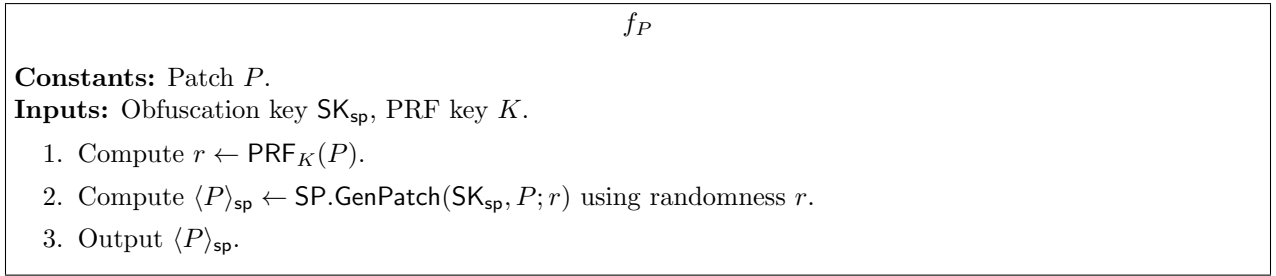 f_P
Constants: Patch P.
Inputs: Obfuscation key SK_sp, PRF key K.
1. Compute r ← PRF_K(P).
2. Compute ⟨P⟩_sp ← SP.GenPatch(SK_sp, P; r) using randomness r.
3. Output ⟨P⟩_sp.